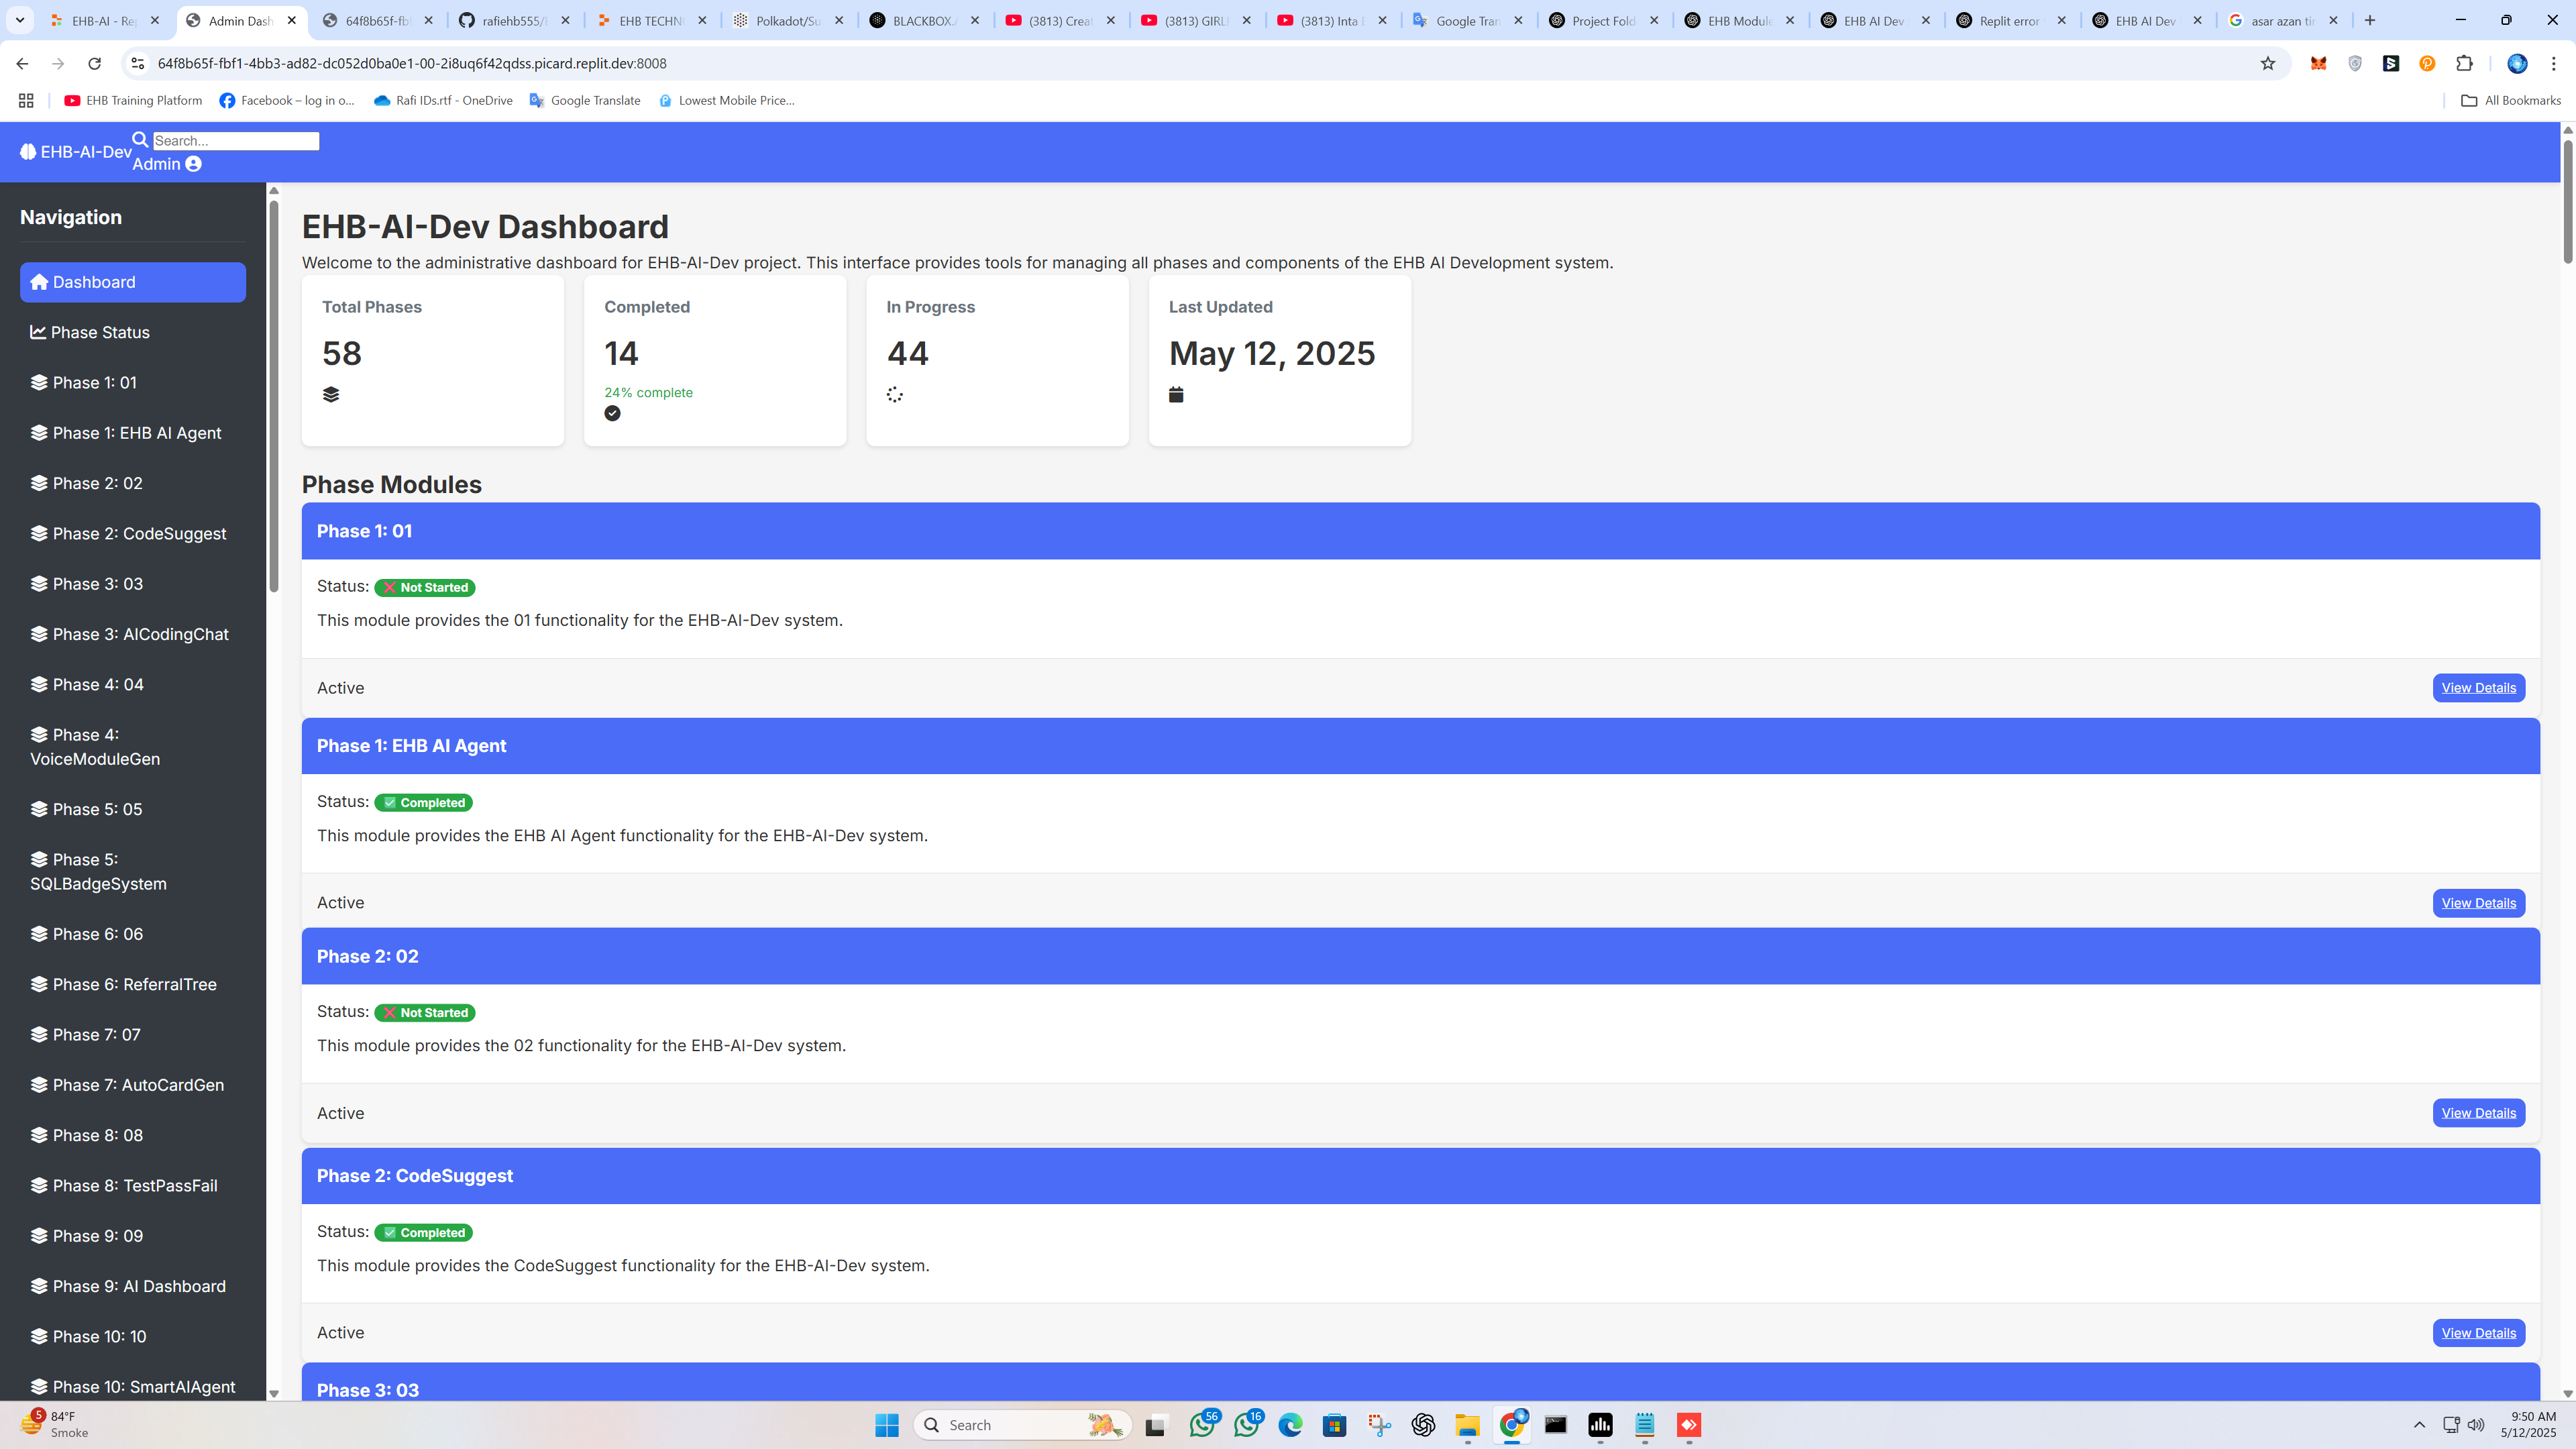 EHB-AI - Rep
Admin Dash
64f8b65f-fb
rafiehb555/E
EHB TECHN
Polkadot/Su
BLACKBOX.
(3813) Creat
(3813) GIRL
(3813) Inta
Google Tran
Project Fold
EHB Module
EHB AI Dev
Replit error
EHB AI Dev
asar azan tin
64f8b65f-fbf1-4bb3-ad82-dc052d0ba0e1-00-2i8uq6f42qdss.picard.replit.dev:8008
EHB Training Platform
Facebook – log in o...
Rafi IDs.rtf - OneDrive
Google Translate
Lowest Mobile Price...
All Bookmarks
EHB-AI-Dev
Search...
Admin
Navigation
Dashboard
Phase Status
Phase 1: 01
Phase 1: EHB AI Agent
Phase 2: 02
Phase 2: CodeSuggest
Phase 3: 03
Phase 3: AICodingChat
Phase 4: 04
Phase 4:
VoiceModuleGen
Phase 5: 05
Phase 5:
SQLBadgeSystem
Phase 6: 06
Phase 6: ReferralTree
Phase 7: 07
Phase 7: AutoCardGen
Phase 8: 08
Phase 8: TestPassFail
Phase 9: 09
Phase 9: AI Dashboard
Phase 10: 10
Phase 10: SmartAIAgent
EHB-AI-Dev Dashboard
Welcome to the administrative dashboard for EHB-AI-Dev project. This interface provides tools for managing all phases and components of the EHB AI Development system.
Total Phases
58
Completed
14
24% complete
In Progress
44
Last Updated
May 12, 2025
Phase Modules
Phase 1: 01
Status: ❌ Not Started
This module provides the 01 functionality for the EHB-AI-Dev system.
Active
View Details
Phase 1: EHB AI Agent
Status: ✅ Completed
This module provides the EHB AI Agent functionality for the EHB-AI-Dev system.
Active
View Details
Phase 2: 02
Status: ❌ Not Started
This module provides the 02 functionality for the EHB-AI-Dev system.
Active
View Details
Phase 2: CodeSuggest
Status: ✅ Completed
This module provides the CodeSuggest functionality for the EHB-AI-Dev system.
Active
View Details
Phase 3: 03
5
84°F
Smoke
Search
56
16
9:50 AM
5/12/2025